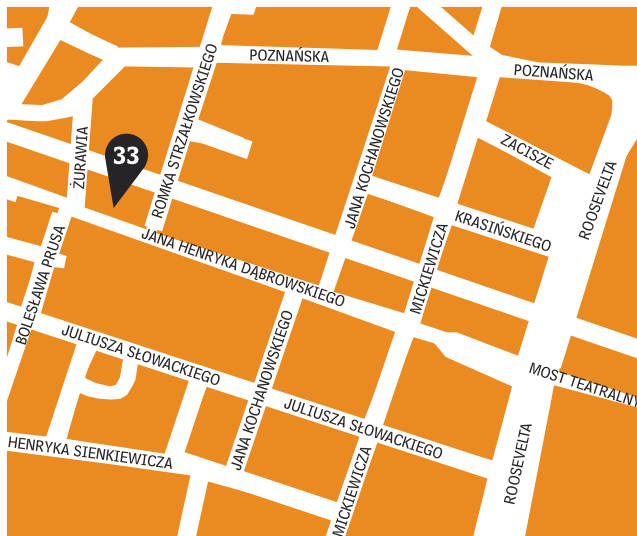 POZNAŃSKA
POZNAŃSKA
ROMKA STRZAŁKOWSKIEGO
JANA KOCHANOWSKIEGO
ŻURAWIA
33
ZACISZE
ROOSEVELTA
KRASIŃSKIEGO
MICKIEWICZA
BOLESŁAWA PRUSA
JANA HENRYKA DĄBROWSKIEGO
JULIUSZA SŁOWACKIEGO
JANA KOCHANOWSKIEGO
MOST TEATRALNY
JULIUSZA SŁOWACKIEGO
HENRYKA SIENKIEWICZA
MICKIEWICZA
ROOSEVELTA